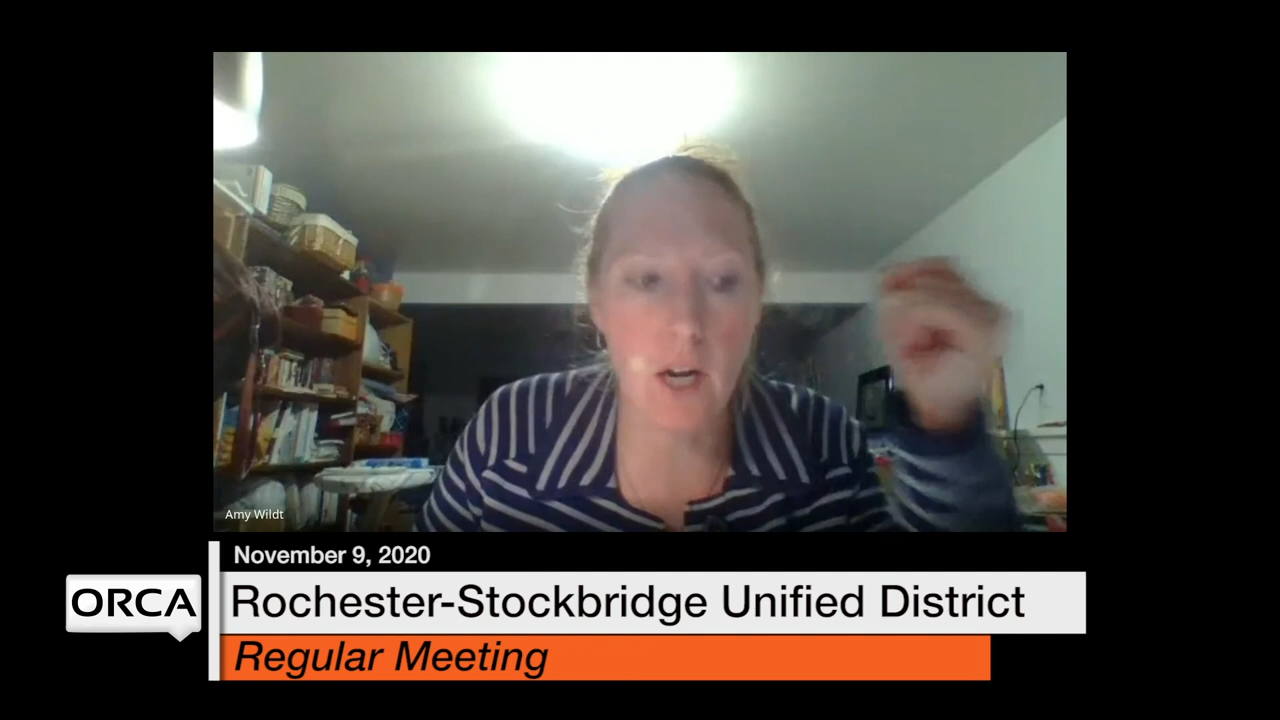 Amy Wildt
November 9, 2020
ORCA
Rochester-Stockbridge Unified District
Regular Meeting